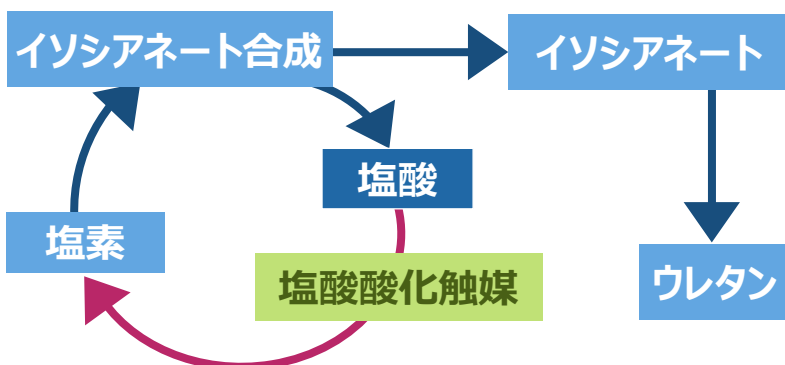 イソシアネート合成
イソシアネート
塩酸
塩素
塩酸酸化触媒
ウレタン